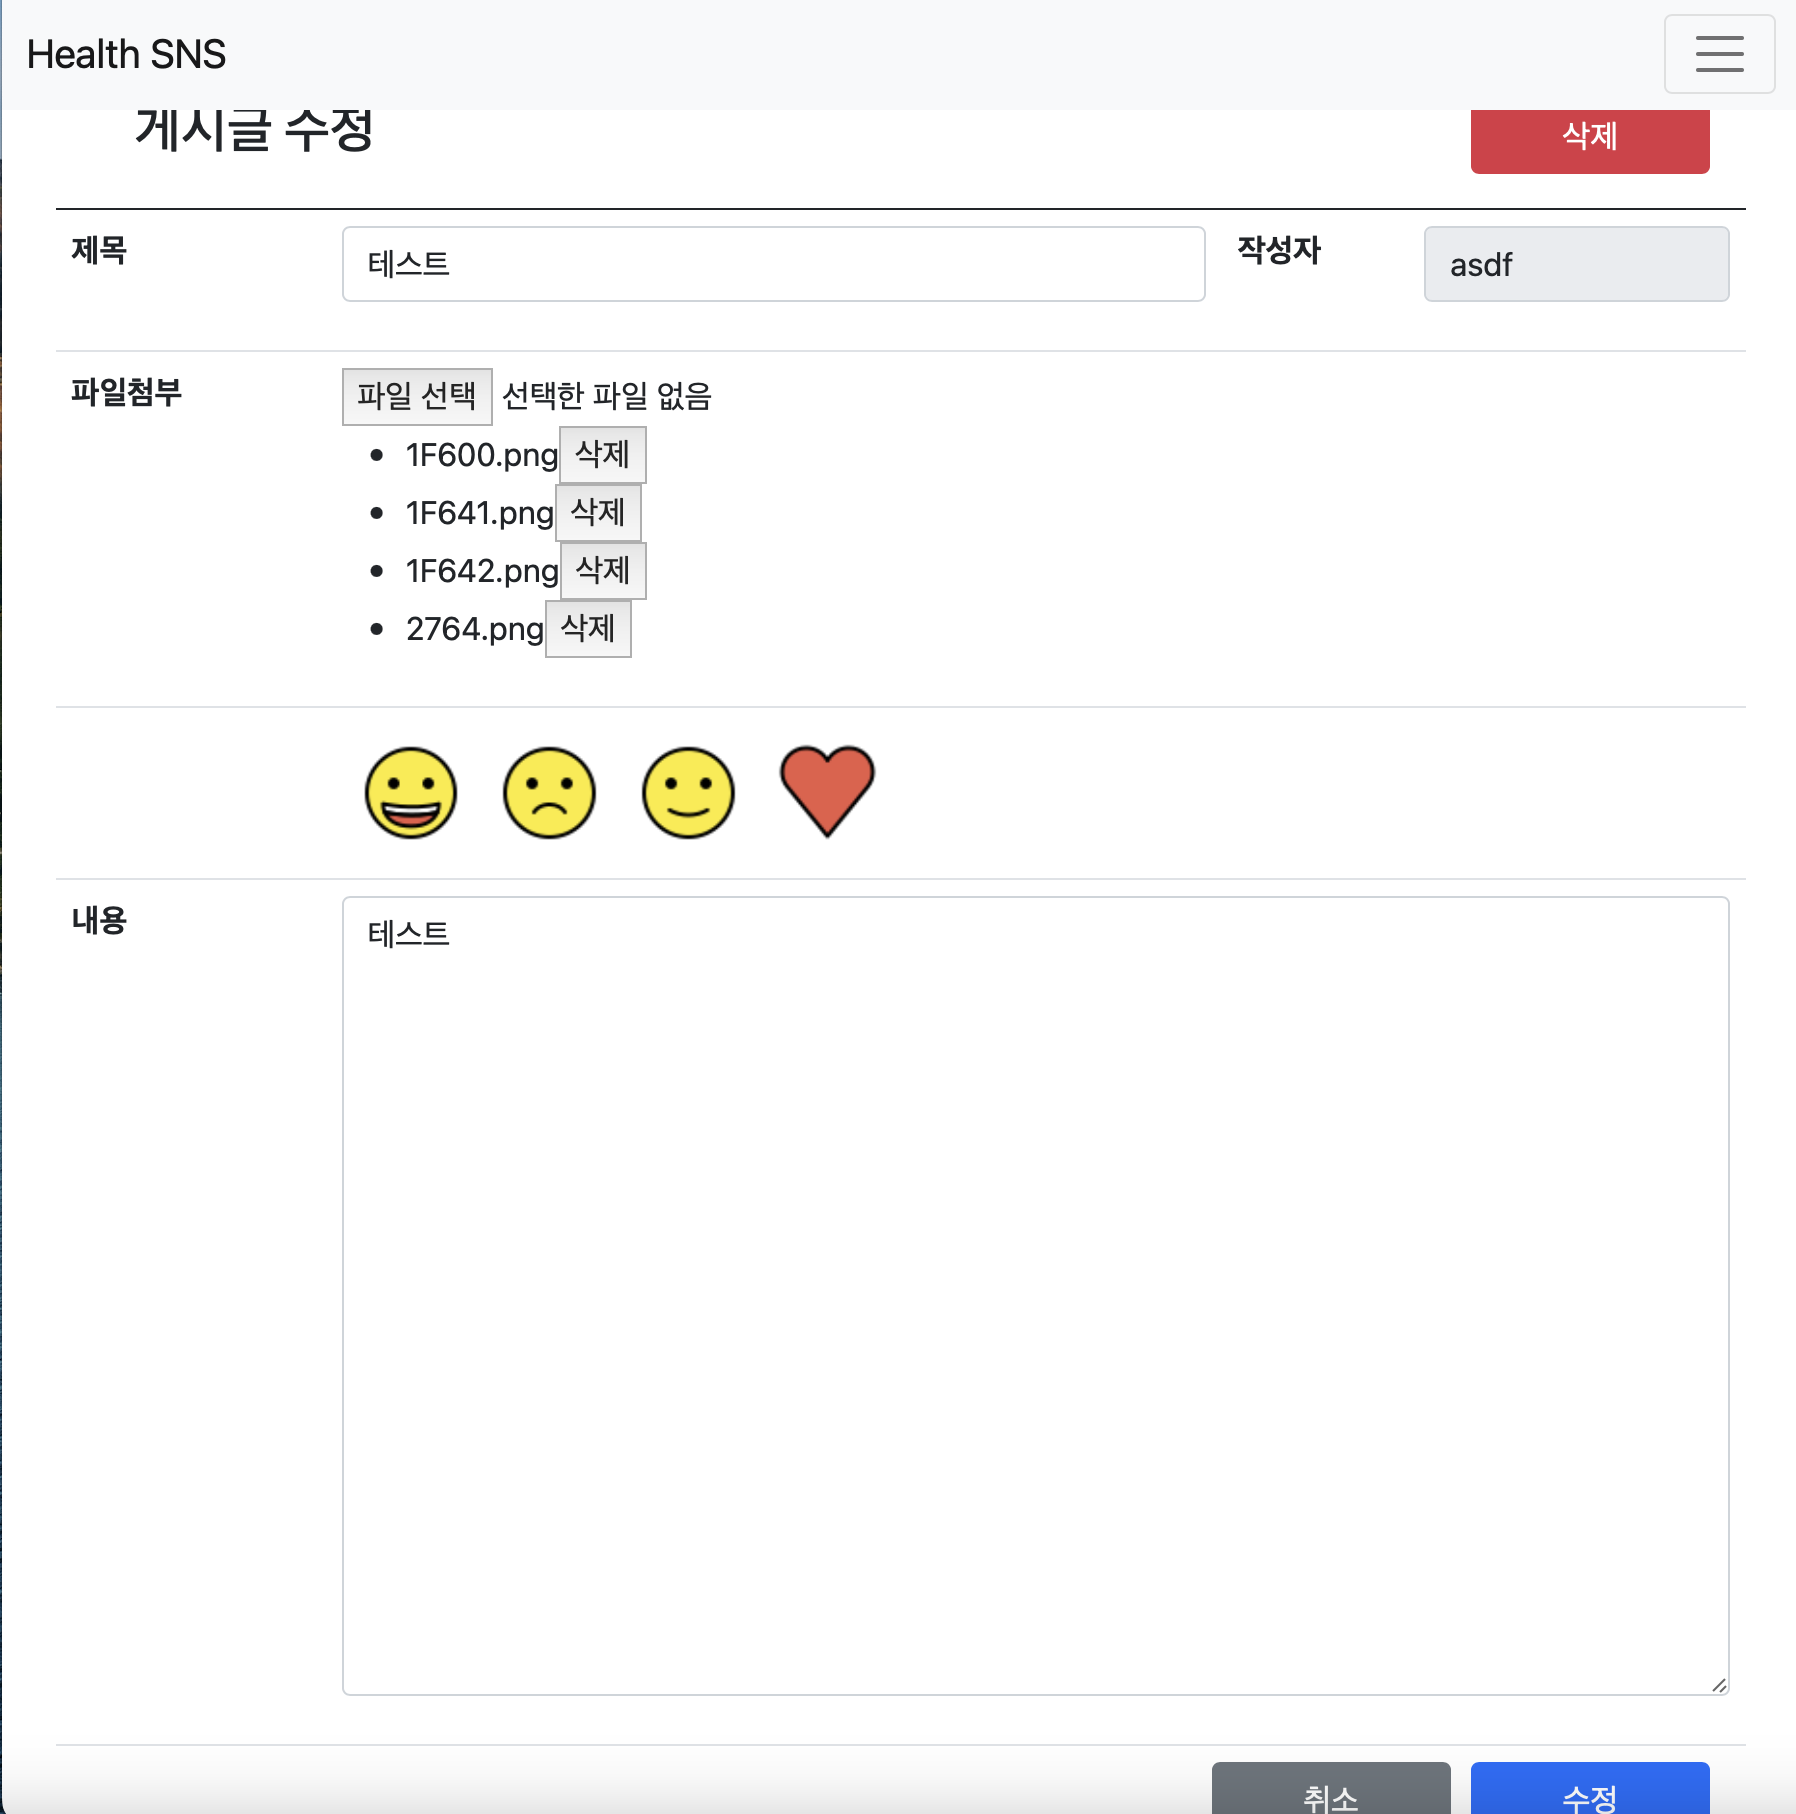 Health SNS
게시글 수정
삭제
제목
테스트
작성자
asdf
파일첨부
파일 선택 선택한 파일 없음
1F600.png 삭제
1F641.png 삭제
1F642.png 삭제
2764.png 삭제
내용
테스트
취소
수정